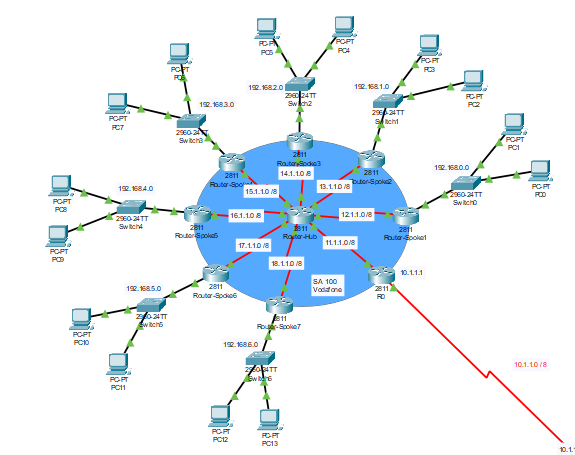 PC-PT
PC5
PC-PT
PC4
PC-PT
PC3
PC-PT
PC-PT
PC2
PC-PT
PC7
192.168.3.0
2960-24TT
Switch3
192.168.2.0
2960-24TT
Switch2
192.168.1.0
2960-24TT
Switch1
PC-PT
PC1
2811
2811
Router-Spoke3
2811
Router-Spoke2
14.1.1.0 /8
13.1.1.0 /8
15.1.1.0 /8
192.168.0.0
2960-24TT
Switch0
PC-PT
PC0
PC-PT
PC8
192.168.4.0
2960-24TT
Switch4
2811
Router-Spoke5
16.1.1.0 /8
2811
Router-Hub
12.1.1.0 /8
2811
Router-Spoke1
PC-PT
PC9
17.1.1.0 /8
11.1.1.0 /8
18.1.1.0 /8
10.1.1.1
2811
Router-Spoke6
SA 100
Vodafone
2811
R0
192.168.5.0
2960-24TT
Switch5
2811
Router-Spoke7
PC-PT
PC10
192.168.6.0
2960-24TT
Switch6
PC-PT
PC11
10.1.1.0 /8
PC-PT
PC12
PC-PT
PC13